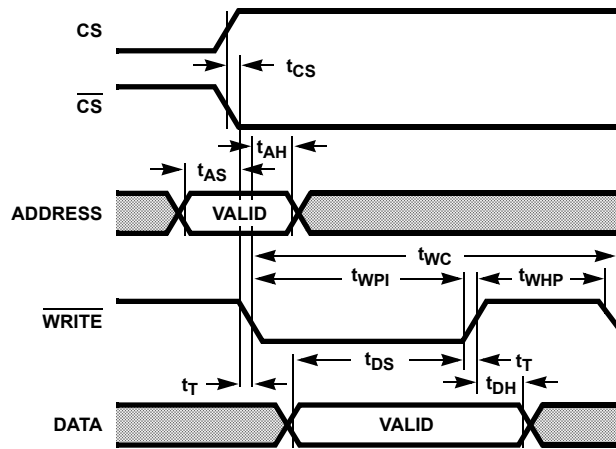 CS
tCS
CS
tAH
tAS
ADDRESS VALID
tWC
tWPI tWHP
WRITE
tDS tT
tT tDH
DATA VALID